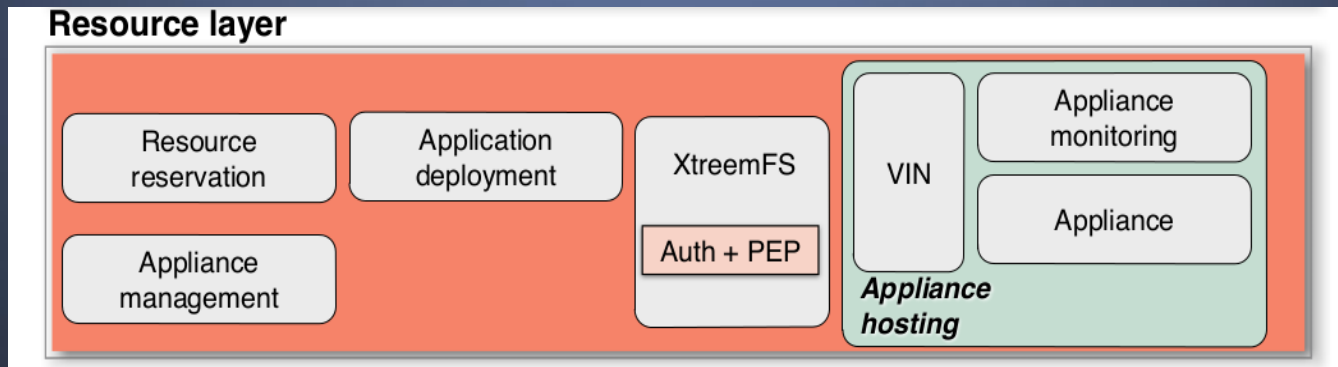 Resource layer
Resource
reservation
Application
deployment
Appliance
management
XtreemFS
Auth + PEP
VIN
Appliance
monitoring
Appliance
Appliance
hosting